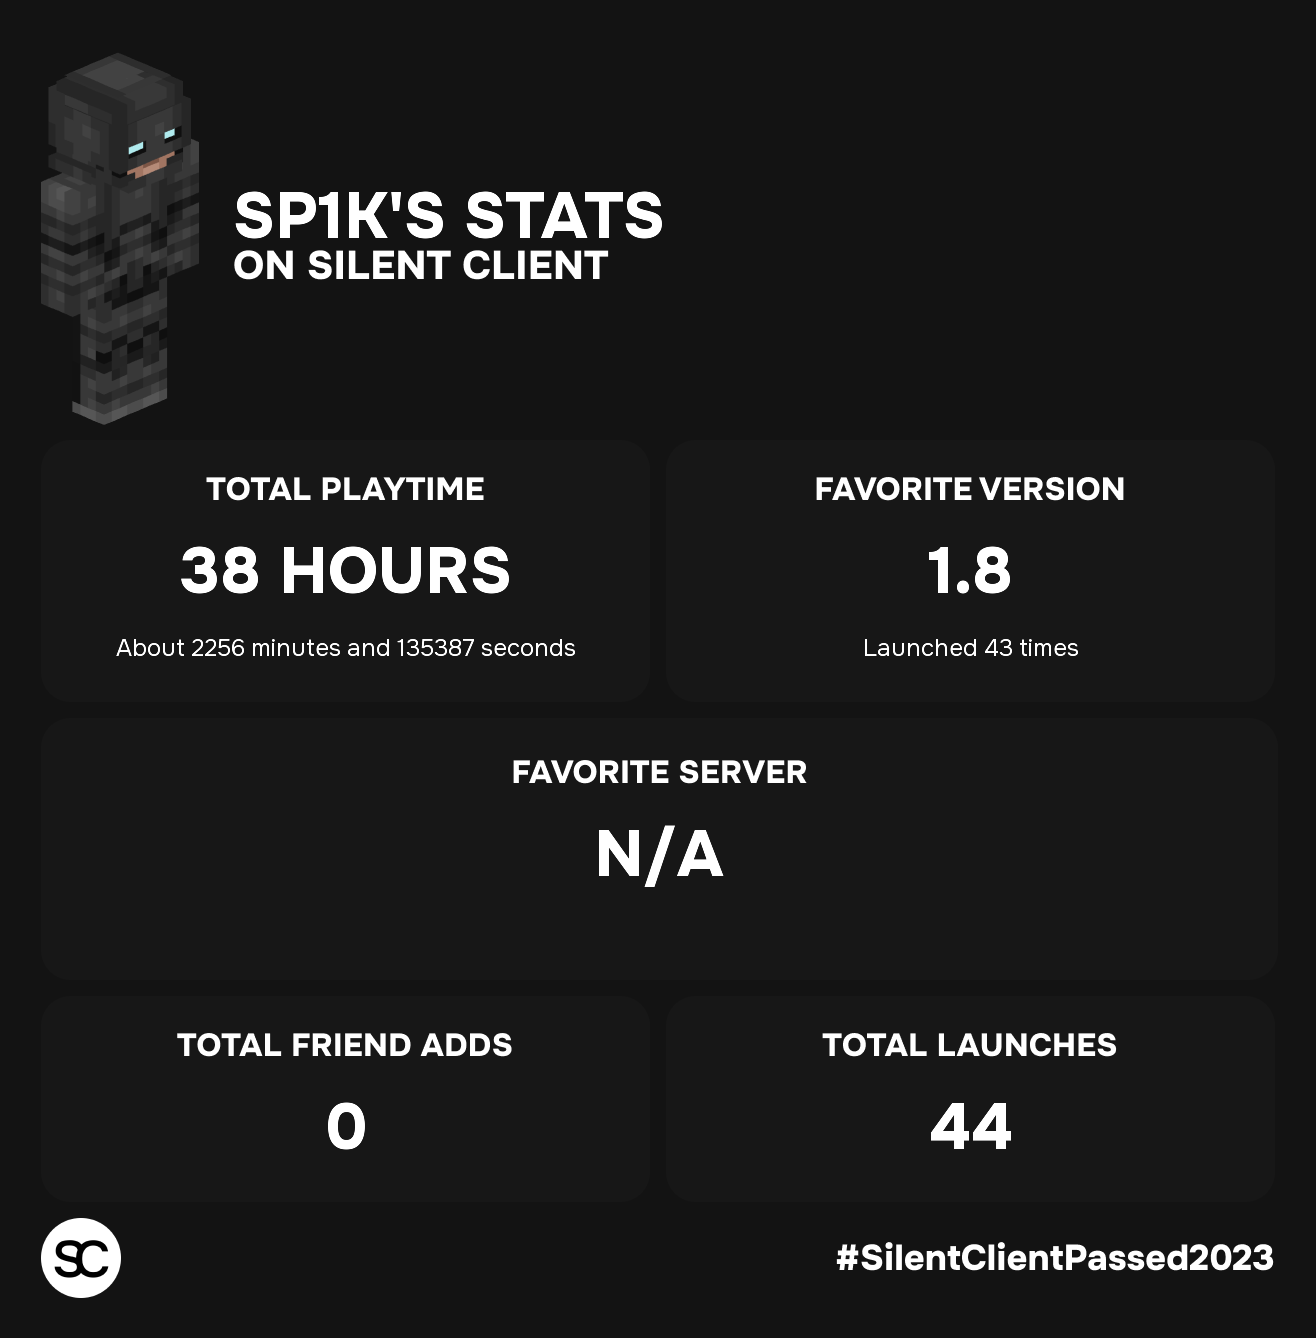 SP1K'S STATS
ON SILENT CLIENT
TOTAL PLAYTIME
38 HOURS
About 2256 minutes and 135387 seconds
FAVORITE VERSION
1.8
Launched 43 times
FAVORITE SERVER
N/A
TOTAL FRIEND ADDS
0
TOTAL LAUNCHES
44
SC
#SilentClientPassed2023